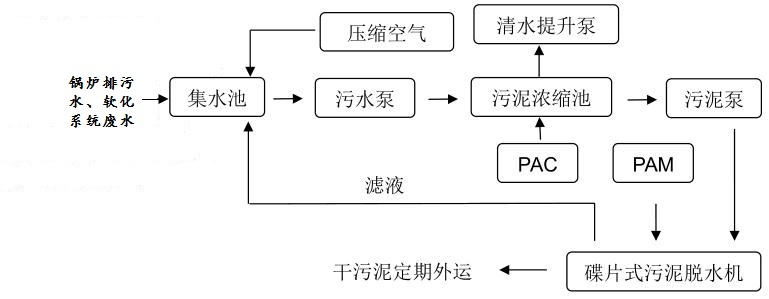 压缩空气
清水提升泵
锅炉排污
水、软化
系统废水
集水池
污水泵
污泥浓缩池
污泥泵
PAC
PAM
滤液
干污泥定期外运
碟片式污泥脱水机